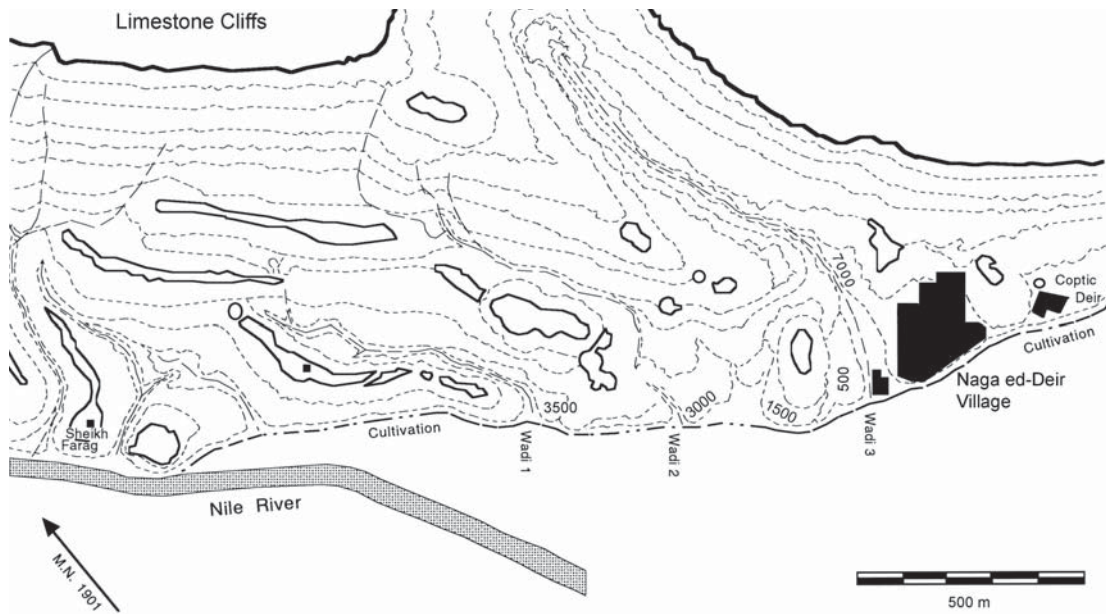 Limestone Cliffs
7000
Coptic
Deir
Cultivation
500
Naga ed-Deir
Village
3500
3000
1500
Sheikh
Farag
Cultivation
Wadi 1
Wadi 2
Wadi 3
Nile River
M.N. 1901
500 m